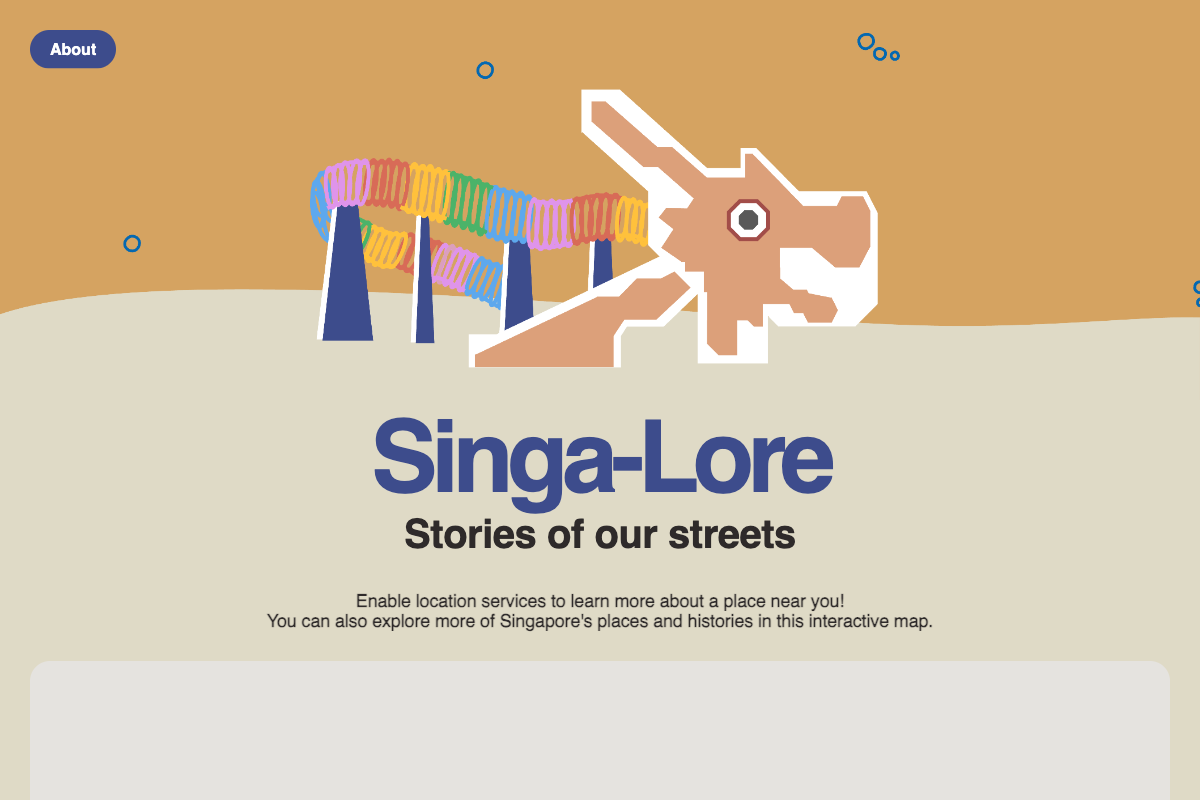 About
Singa-Lore
Stories of our streets
Enable location services to learn more about a place near you!
You can also explore more of Singapore's places and histories in this interactive map.